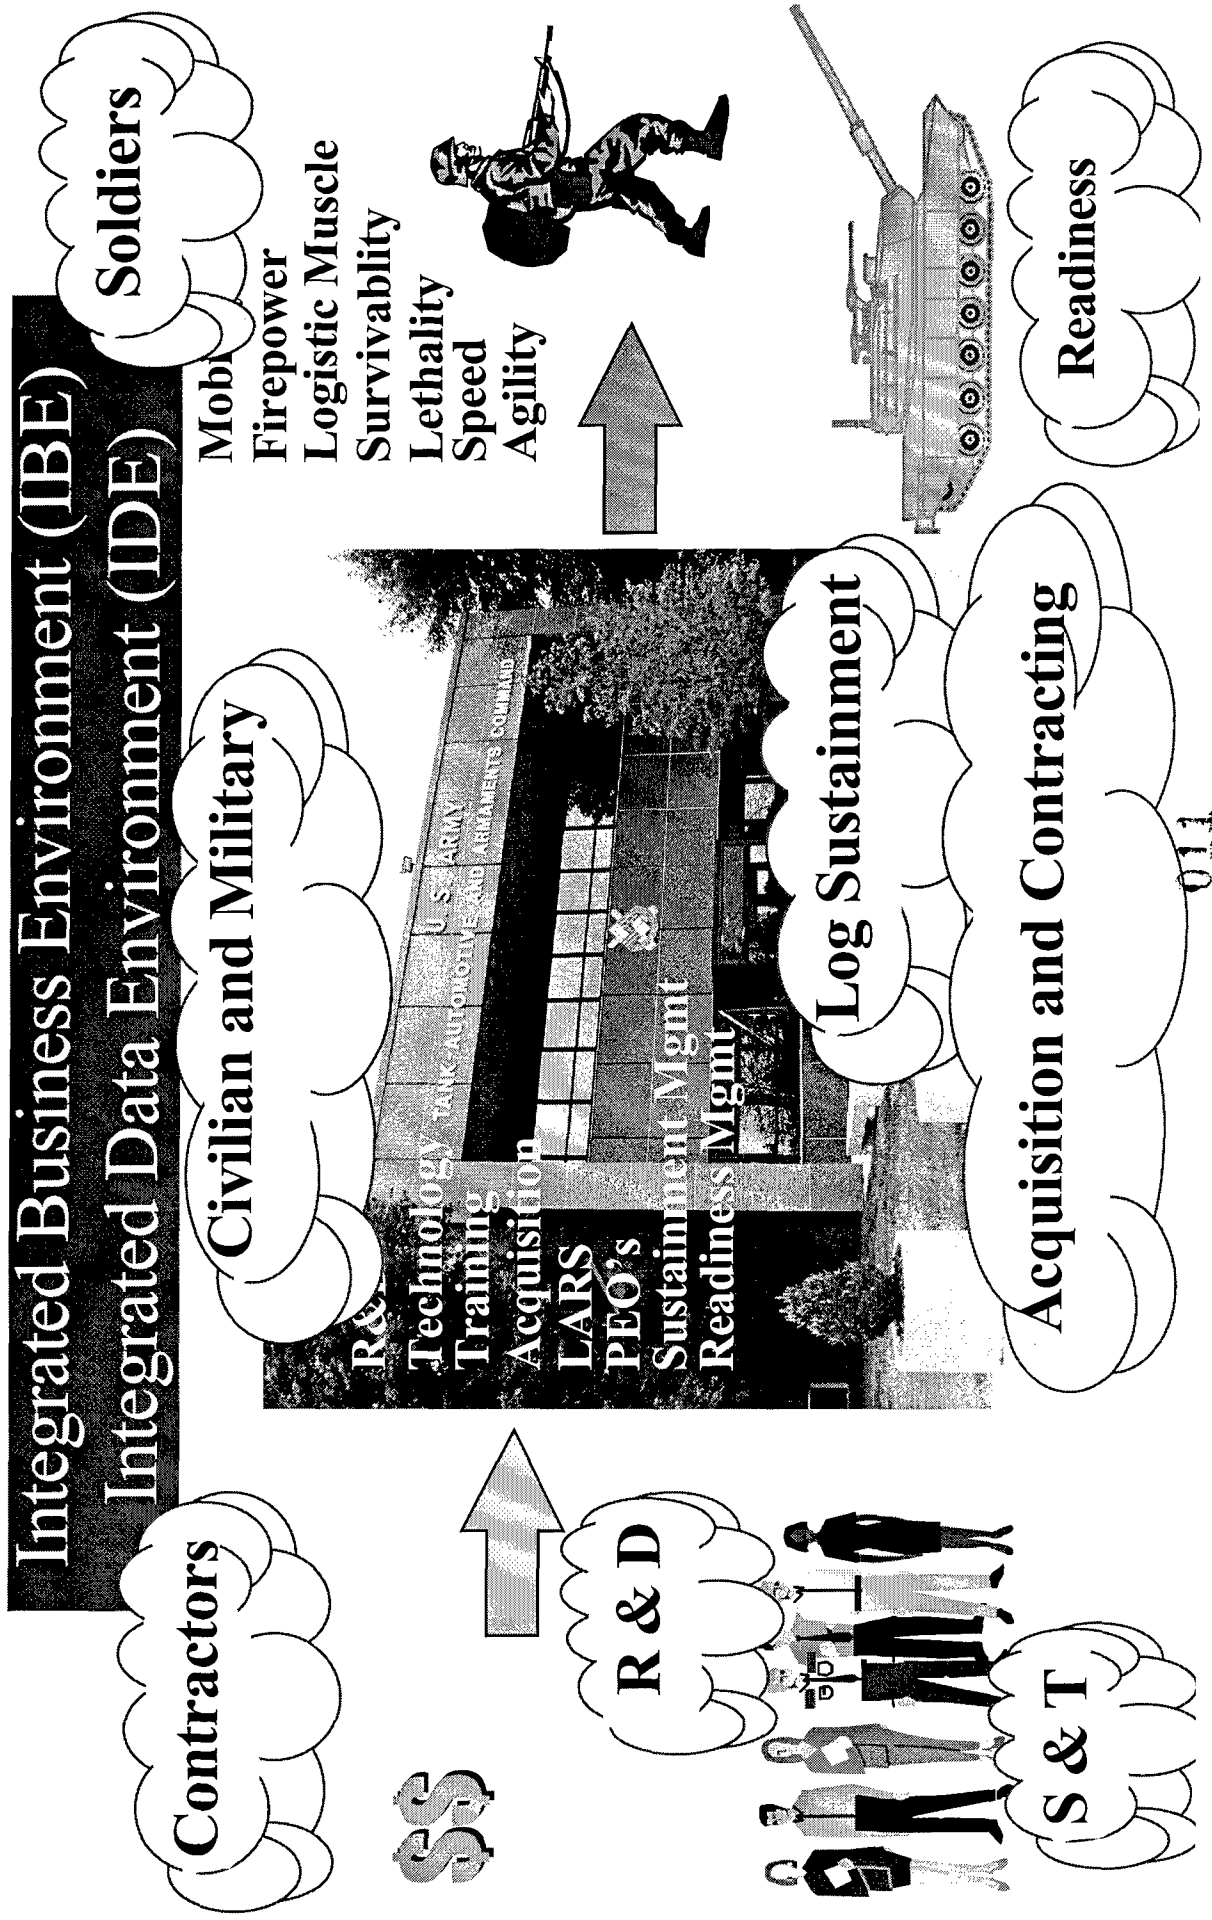 Integrated Business Environment (IBE)
Integrated Data Environment (IDE)
Contractors
Civilian and Military
Soldiers
$$
R&
Technology
Training
Acquisition
LARS
PEO's
Sustainment Mgmt
Readiness Mgmt
U. S. ARMY
TANK-AUTOMOTIVE AND ARMAMENTS COMMAND
Mobi
Firepower
Logistic Muscle
Survivablity
Lethality
Speed
Agility
R & D
S & T
Log Sustainment
Acquisition and Contracting
Readiness
011